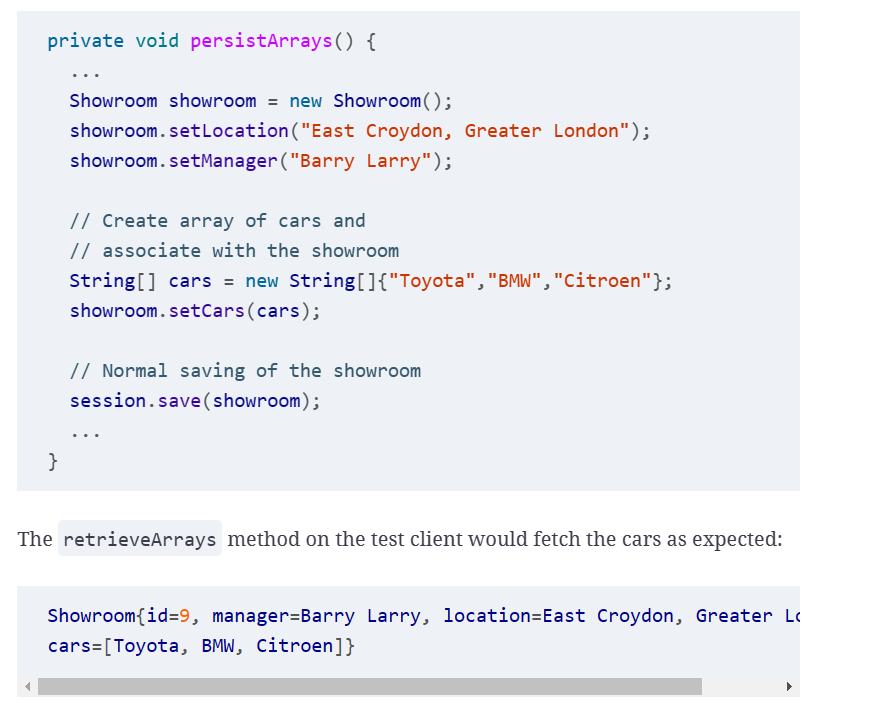 private void persistArrays() {
...
Showroom showroom = new Showroom();
showroom.setLocation("East Croydon, Greater London");
showroom.setManager("Barry Larry");
// Create array of cars and
// associate with the showroom
String[] cars = new String[]{"Toyota","BMW","Citroen"};
showroom.setCars(cars);
// Normal saving of the showroom
session.save(showroom);
...
}
The retrieveArrays method on the test client would fetch the cars as expected:
Showroom{id=9, manager=Barry Larry, location=East Croydon, Greater
cars=[Toyota, BMW, Citroen]}